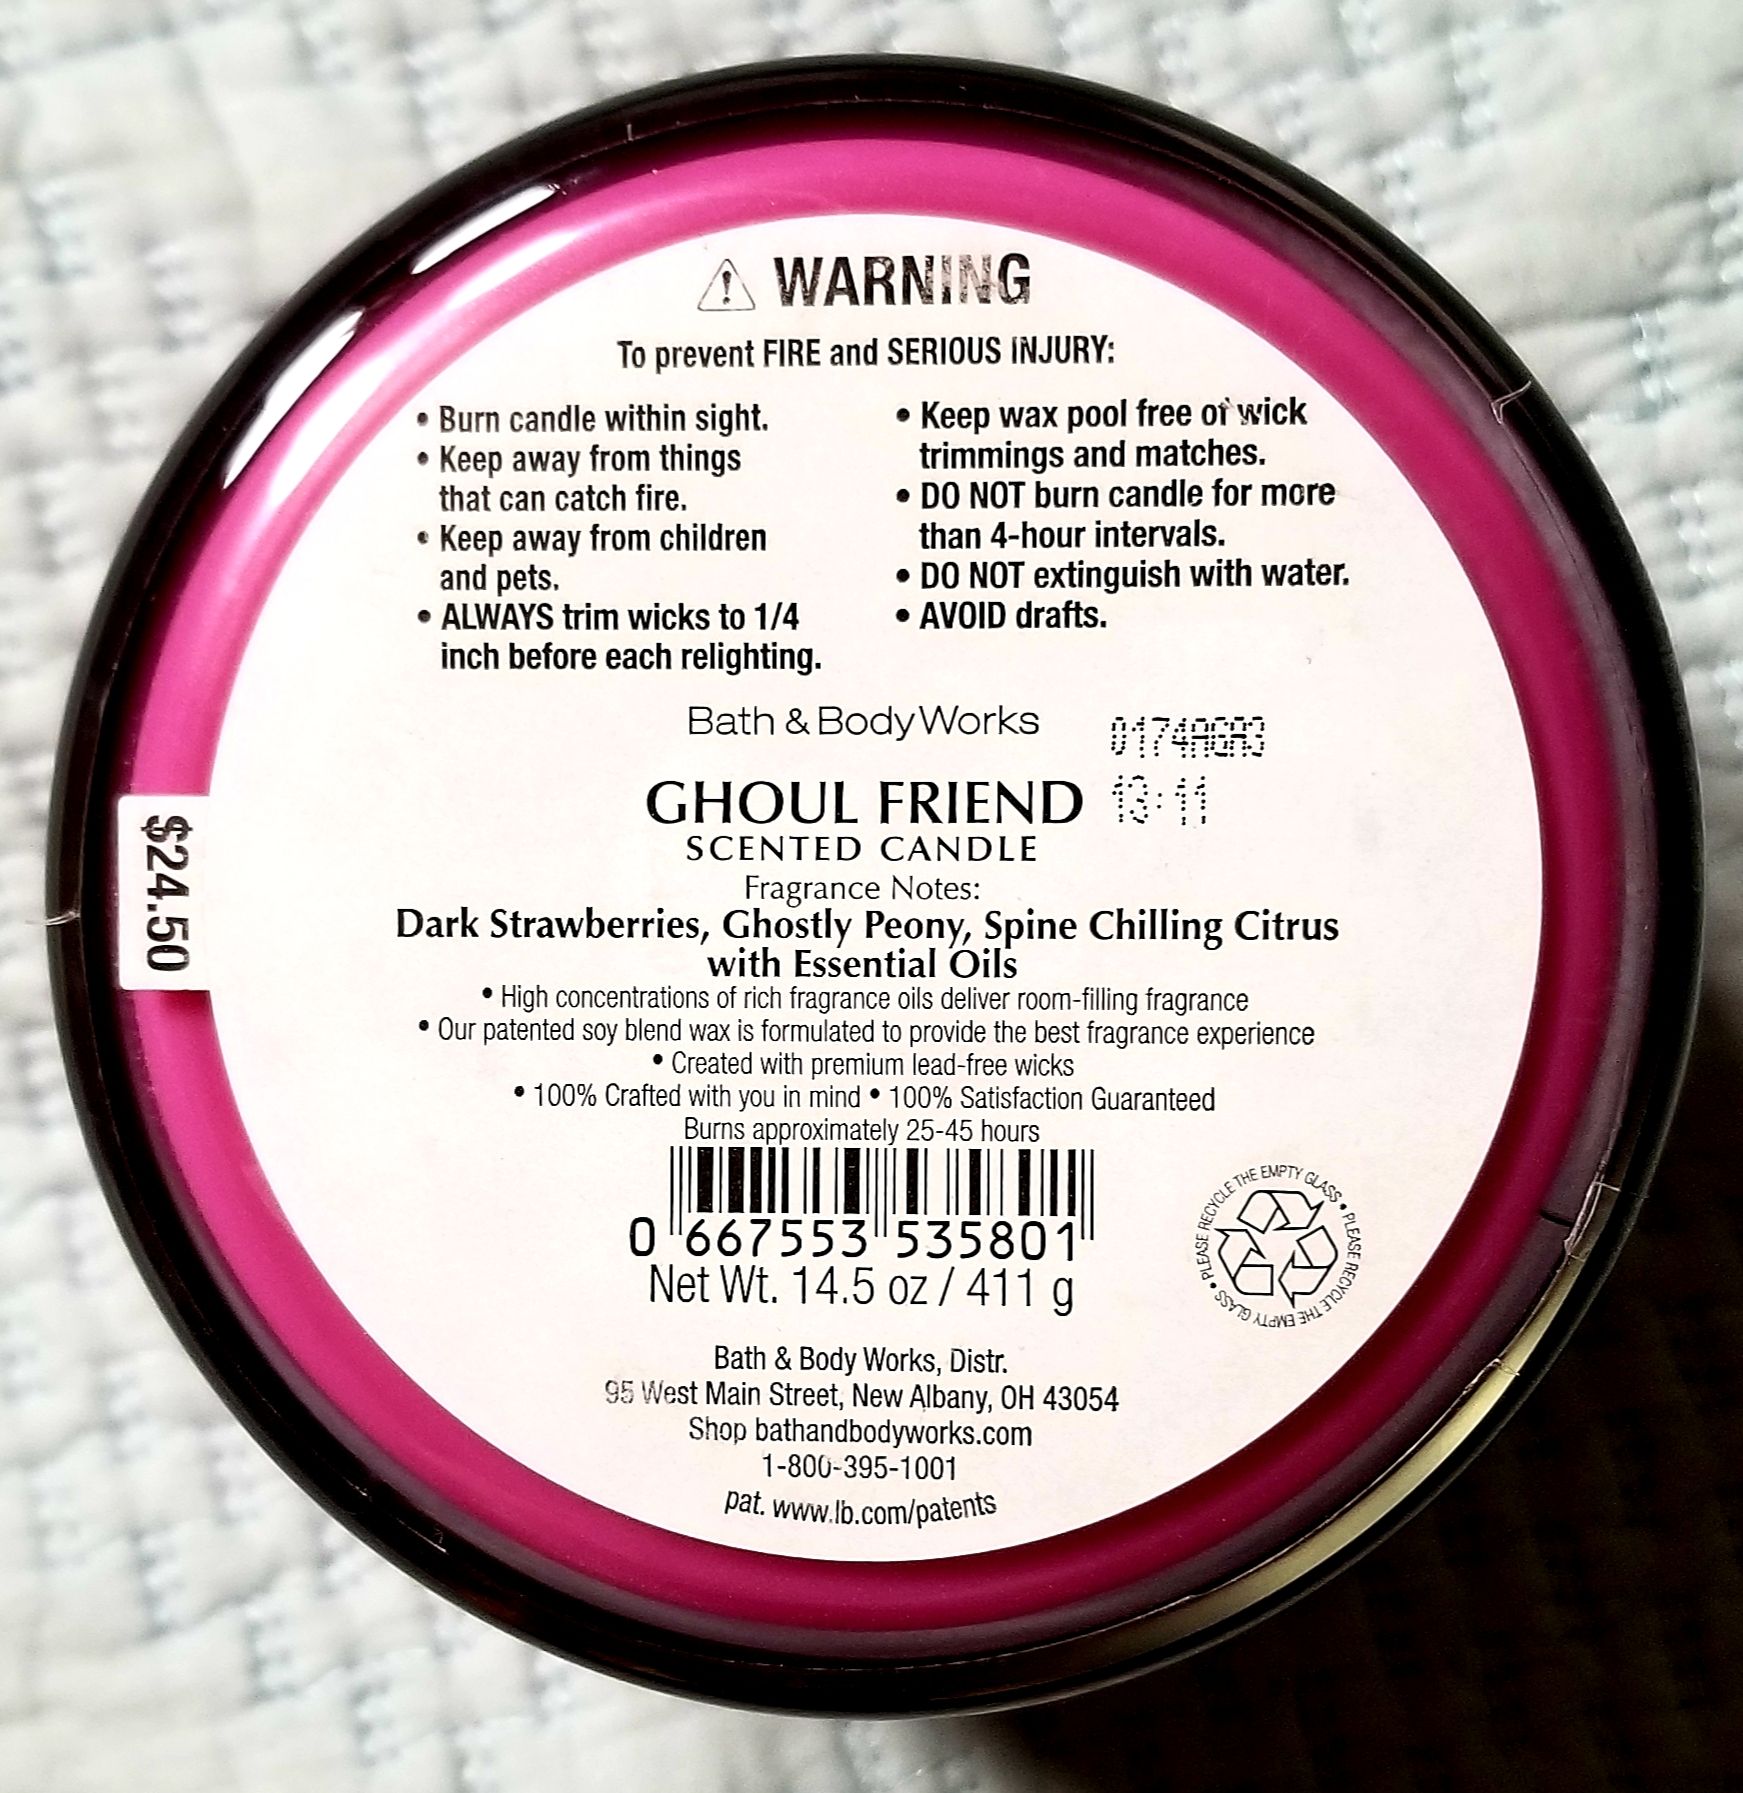 WARNING
To prevent FIRE and SERIOUS INJURY:
• Burn candle within sight.
• Keep away from things
that can catch fire.
• Keep away from children
and pets.
• ALWAYS trim wicks to 1/4
inch before each relighting.
• Keep wax pool free of wick
trimmings and matches.
• DO NOT burn candle for more
than 4-hour intervals.
• DO NOT extinguish with water.
• AVOID drafts.
Bath & Body Works
0174AGA3
13:11
GHOUL FRIEND
SCENTED CANDLE
Fragrance Notes:
Dark Strawberries, Ghostly Peony, Spine Chilling Citrus
with Essential Oils
• High concentrations of rich fragrance oils deliver room-filling fragrance
• Our patented soy blend wax is formulated to provide the best fragrance experience
• Created with premium lead-free wicks
• 100% Crafted with you in mind • 100% Satisfaction Guaranteed
Burns approximately 25-45 hours
0 667553 535801
Net Wt. 14.5 oz / 411 g
PLEASE RECYCLE THE EMPTY GLASS • PLEASE RECYCLE THE EMPTY GLASS •
Bath & Body Works, Distr.
95 West Main Street, New Albany, OH 43054
Shop bathandbodyworks.com
1-800-395-1001
pat. www.lb.com/patents
$24.50